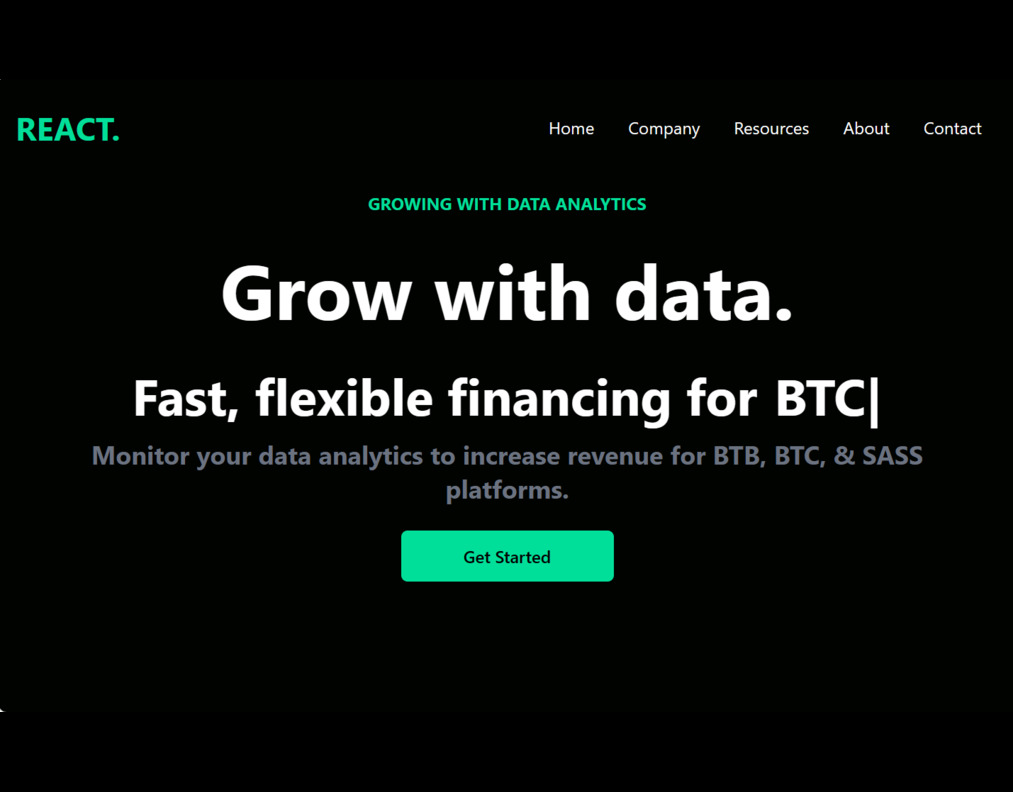 REACT.
Home Company Resources About Contact
GROWING WITH DATA ANALYTICS
Grow with data.
Fast, flexible financing for BTC|
Monitor your data analytics to increase revenue for BTB, BTC, & SASS
platforms.
Get Started